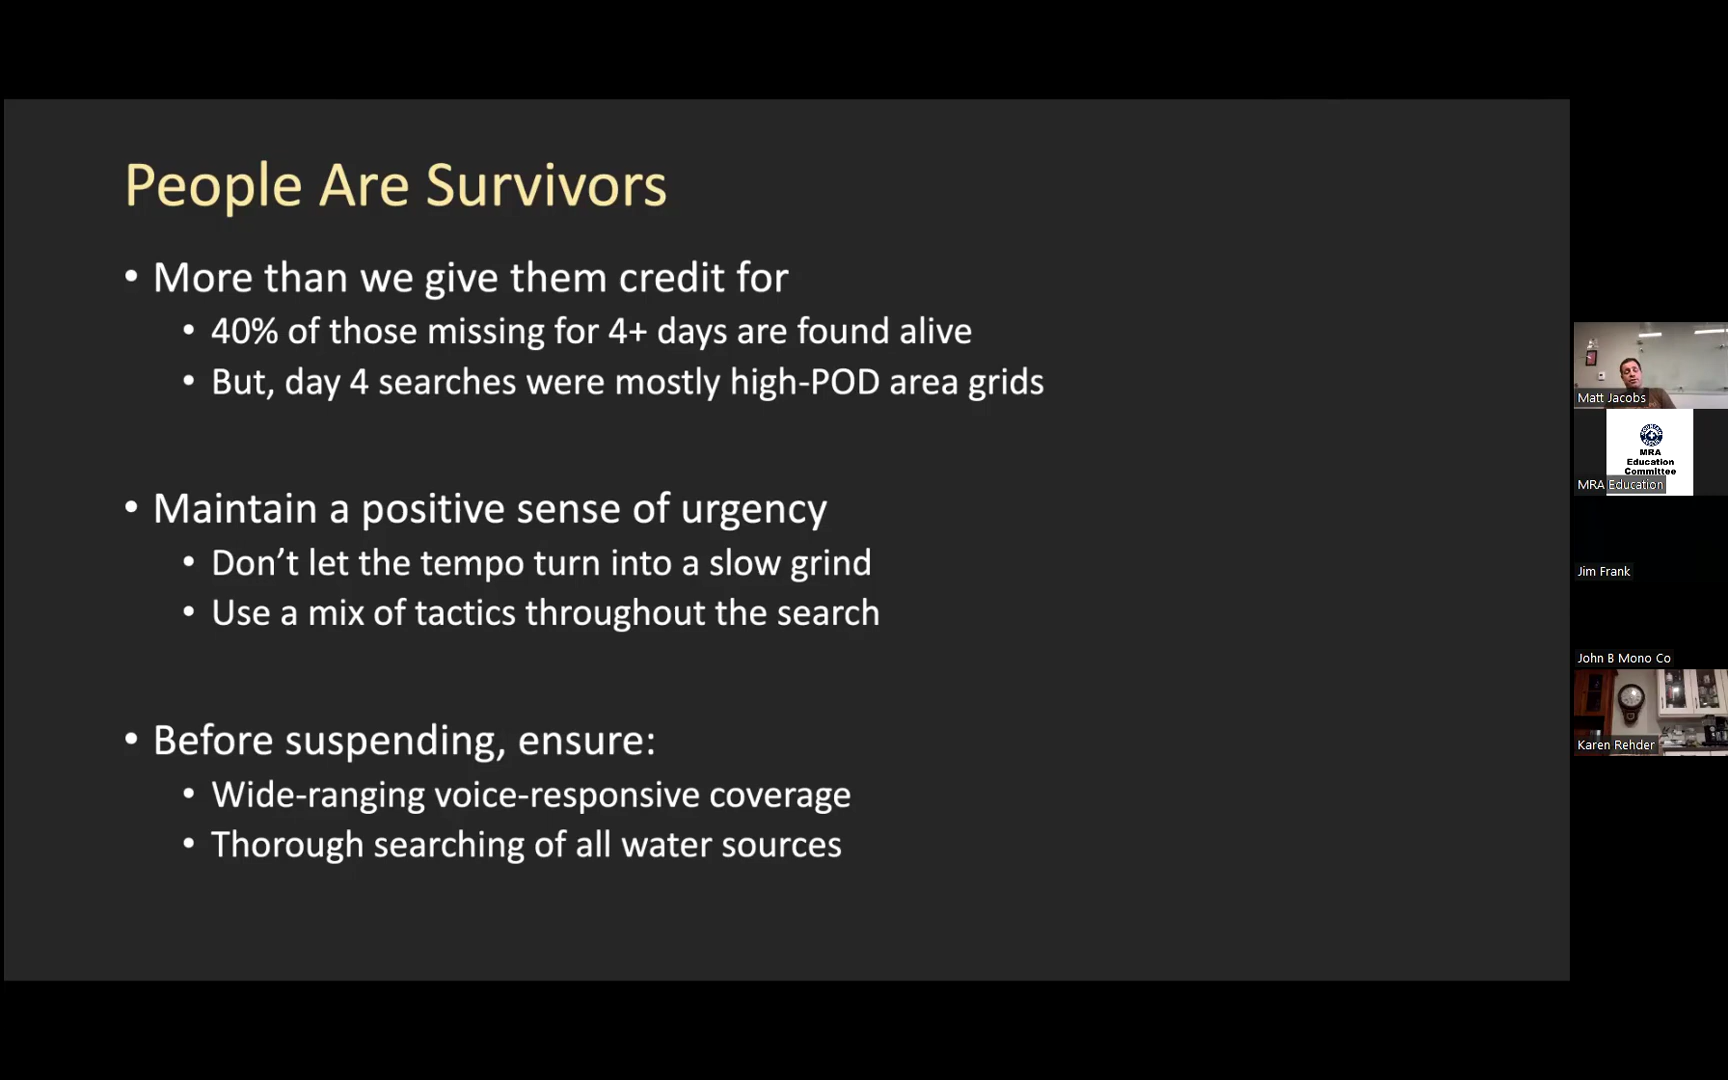 People Are Survivors
• More than we give them credit for
• 40% of those missing for 4+ days are found alive
• But, day 4 searches were mostly high-POD area grids
• Maintain a positive sense of urgency
• Don’t let the tempo turn into a slow grind
• Use a mix of tactics throughout the search
• Before suspending, ensure:
• Wide-ranging voice-responsive coverage
• Thorough searching of all water sources
Matt Jacobs
MRA
Education
Committee
MRA Education
Jim Frank
John B Mono Co
Karen Rehder